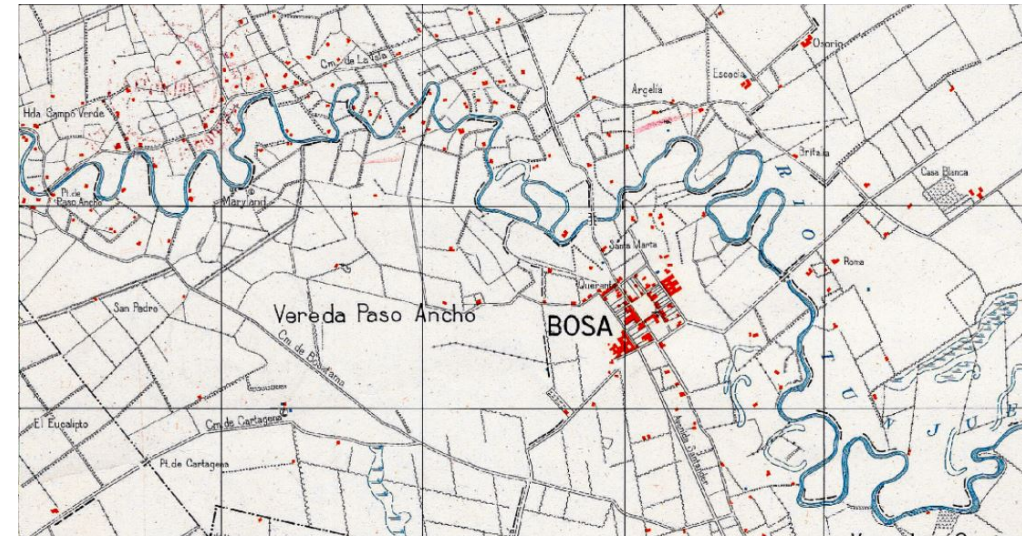 Osorio
Cm. de La Isla
Escocia
Argelia
Hda. Campo Verde
Britalia
Casa Blanca
Pt. de
Paso Ancho
Maryland
RIO TUNJUE
Santa Marta
Roma
San Pedro
Vereda Paso Ancho
BOSA
Cm. de Bosatama
El Eucalipto
Cm. de Cartagena
Pt. de Cartagena